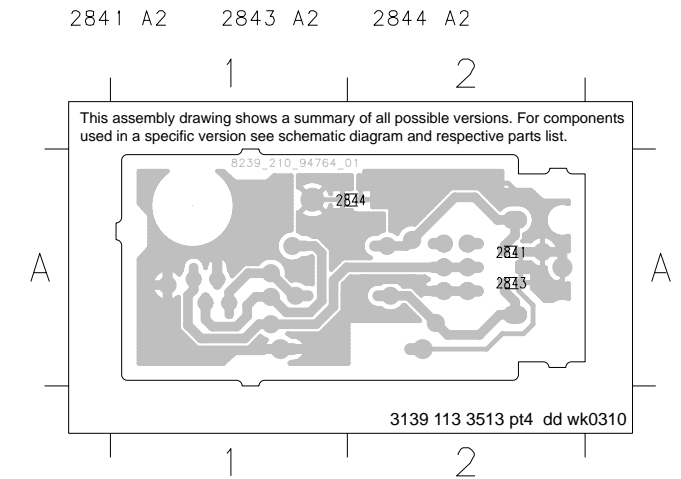 2841 A2 2843 A2 2844 A2
1 2
This assembly drawing shows a summary of all possible versions. For components
used in a specific version see schematic diagram and respective parts list.
8239_210_94764_01
2844
2841
A A
2843
3139 113 3513 pt4 dd wk0310
1 2